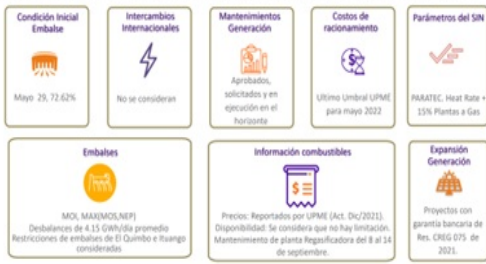 Condición Inicial
Embalse
Mayo 29, 72.62%
Intercambios
Internacionales
No se consideran
Mantenimientos
Generación
Aprobados,
solicitados y en
ejecución en el
horizonte
Costos de
racionamiento
Ultimo Umbral UPME
para mayo 2022
Parámetros del SIN
PARATEC, Heat Rate +
15% Plantas a Gas
Embalses
MOI, MAX(MOS,NEP)
Desbalances de 4.15 GWh/día promedio
Restricciones de embalses de El Quimbo e Ituango
consideradas
Información combustibles
Precios: Reportados por UPME (Act. Dic/2021).
Disponibilidad: Se considera que no hay limitación.
Mantenimiento de planta Regasificadora del 8 al 14
de septiembre.
Expansión
Generación
Proyectos con
garantía bancaria de
Res. CREG 075 de
2021.